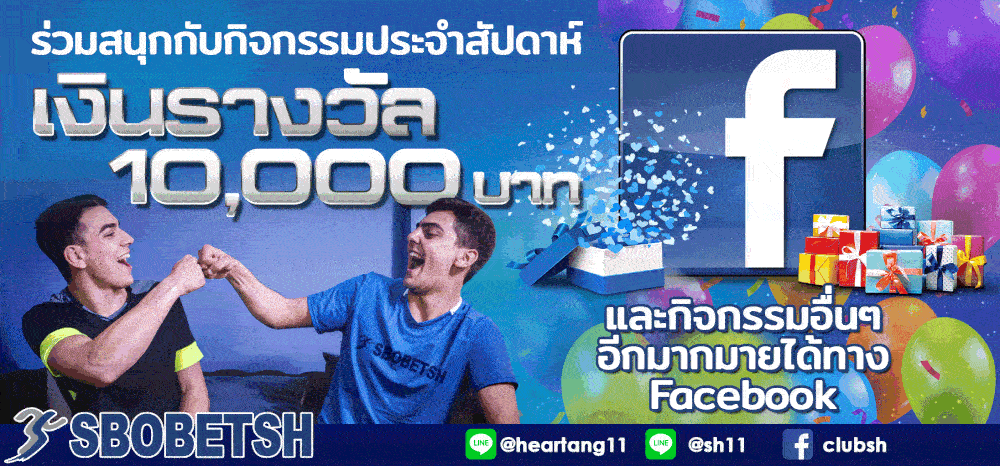 ร่วมสนุกกับกิจกรรมประจำสัปดาห์
เงินรางวัล
10,000 บาท
f
SBOBETSH
และกิจกรรมอื่นๆ
อีกมากมายได้ทาง
Facebook
SBOBETSH
LINE @heartang11 LINE @sh11 f clubsh